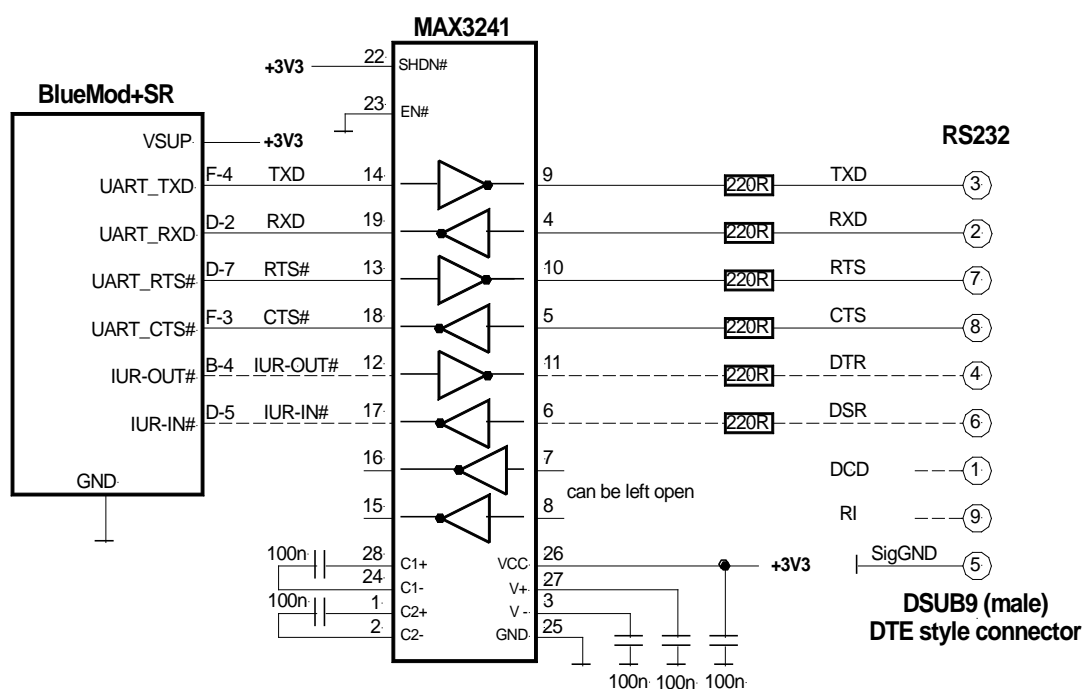 MAX3241
BlueMod+SR
RS232
+3V3 22 SHDN#
23 EN#
VSUP +3V3
UART_TXD F-4 TXD 14 9 220R TXD 3
UART_RXD D-2 RXD 19 4 220R RXD 2
UART_RTS# D-7 RTS# 13 10 220R RTS 7
UART_CTS# F-3 CTS# 18 5 220R CTS 8
IUR-OUT# B-4 IUR-OUT# 12 11 220R DTR 4
IUR-IN# D-5 IUR-IN# 17 6 220R DSR 6
16 7 DCD 1
GND
can be left open
15 8 RI 9
100n 28 C1+ VCC 26 +3V3 SigGND 5
24 C1- V+ 27
100n 1 C2+ V - 3
2 C2- GND 25
DSUB9 (male)
DTE style connector
100n 100n 100n